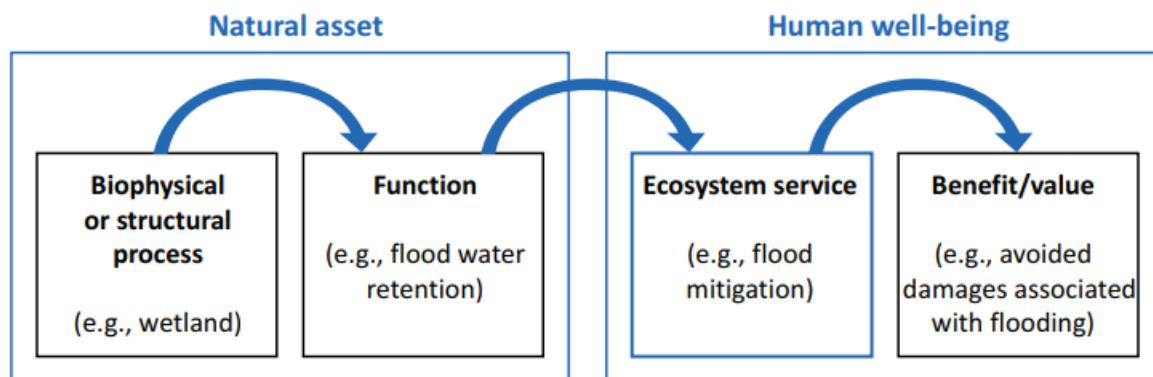 Natural asset
Human well-being
Biophysical
or structural
process
(e.g., wetland)
Function
(e.g., flood water
retention)
Ecosystem service
(e.g., flood
mitigation)
Benefit/value
(e.g., avoided
damages associated
with flooding)